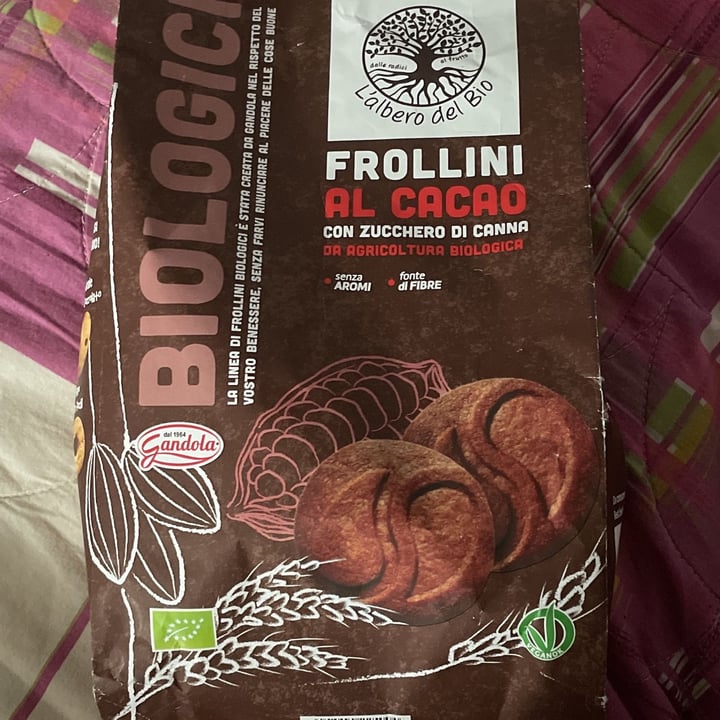 BIOLOGICI
LA LINEA DI FROLLINI BIOLOGICI È STATA CREATA DA GANDOLA NEL RISPETTO DEL
VOSTRO BENESSERE, SENZA FARVI RINUNCIARE AL PIACERE DELLE COSE BUONE
dalle radici
ai frutti
L'albero del Bio
FROLLINI
AL CACAO
CON ZUCCHERO DI CANNA
DA AGRICOLTURA BIOLOGICA
senza
AROMI
fonte
di FIBRE
dal 1964
Gandola
VEGANOK